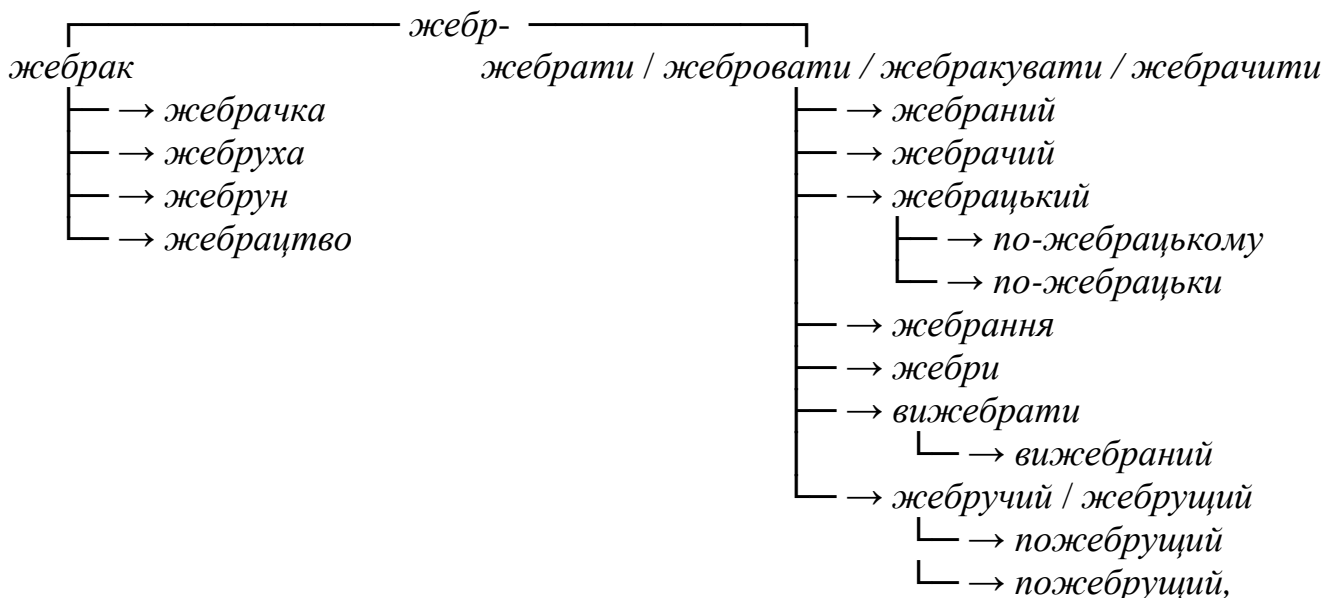 жебр-
жебрак жебрати / жебровати / жебракувати / жебрачити
→ жебрачка → жебраний
→ жебруха → жебрачий
→ жебрун → жебрацький
→ жебрацтво → по-жебрацькому
→ по-жебрацьки
→ жебрання
→ жебри
→ вижебрати
→ вижебраний
→ жебручий / жебрущий
→ пожебрущий
→ пожебрущий,